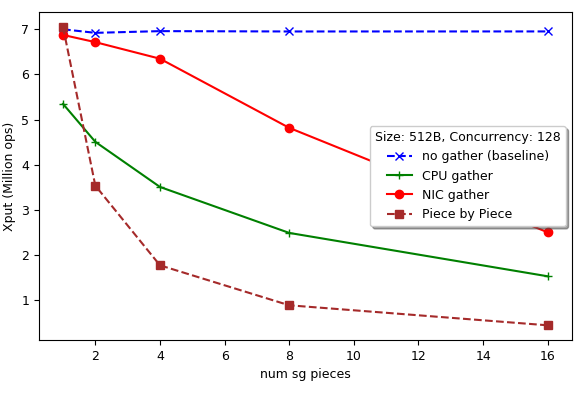 7
6
5
4
3
2
1
Xput (Million ops)
Size: 512B, Concurrency: 128
no gather (baseline)
CPU gather
NIC gather
Piece by Piece
2 4 6 8 10 12 14 16
num sg pieces